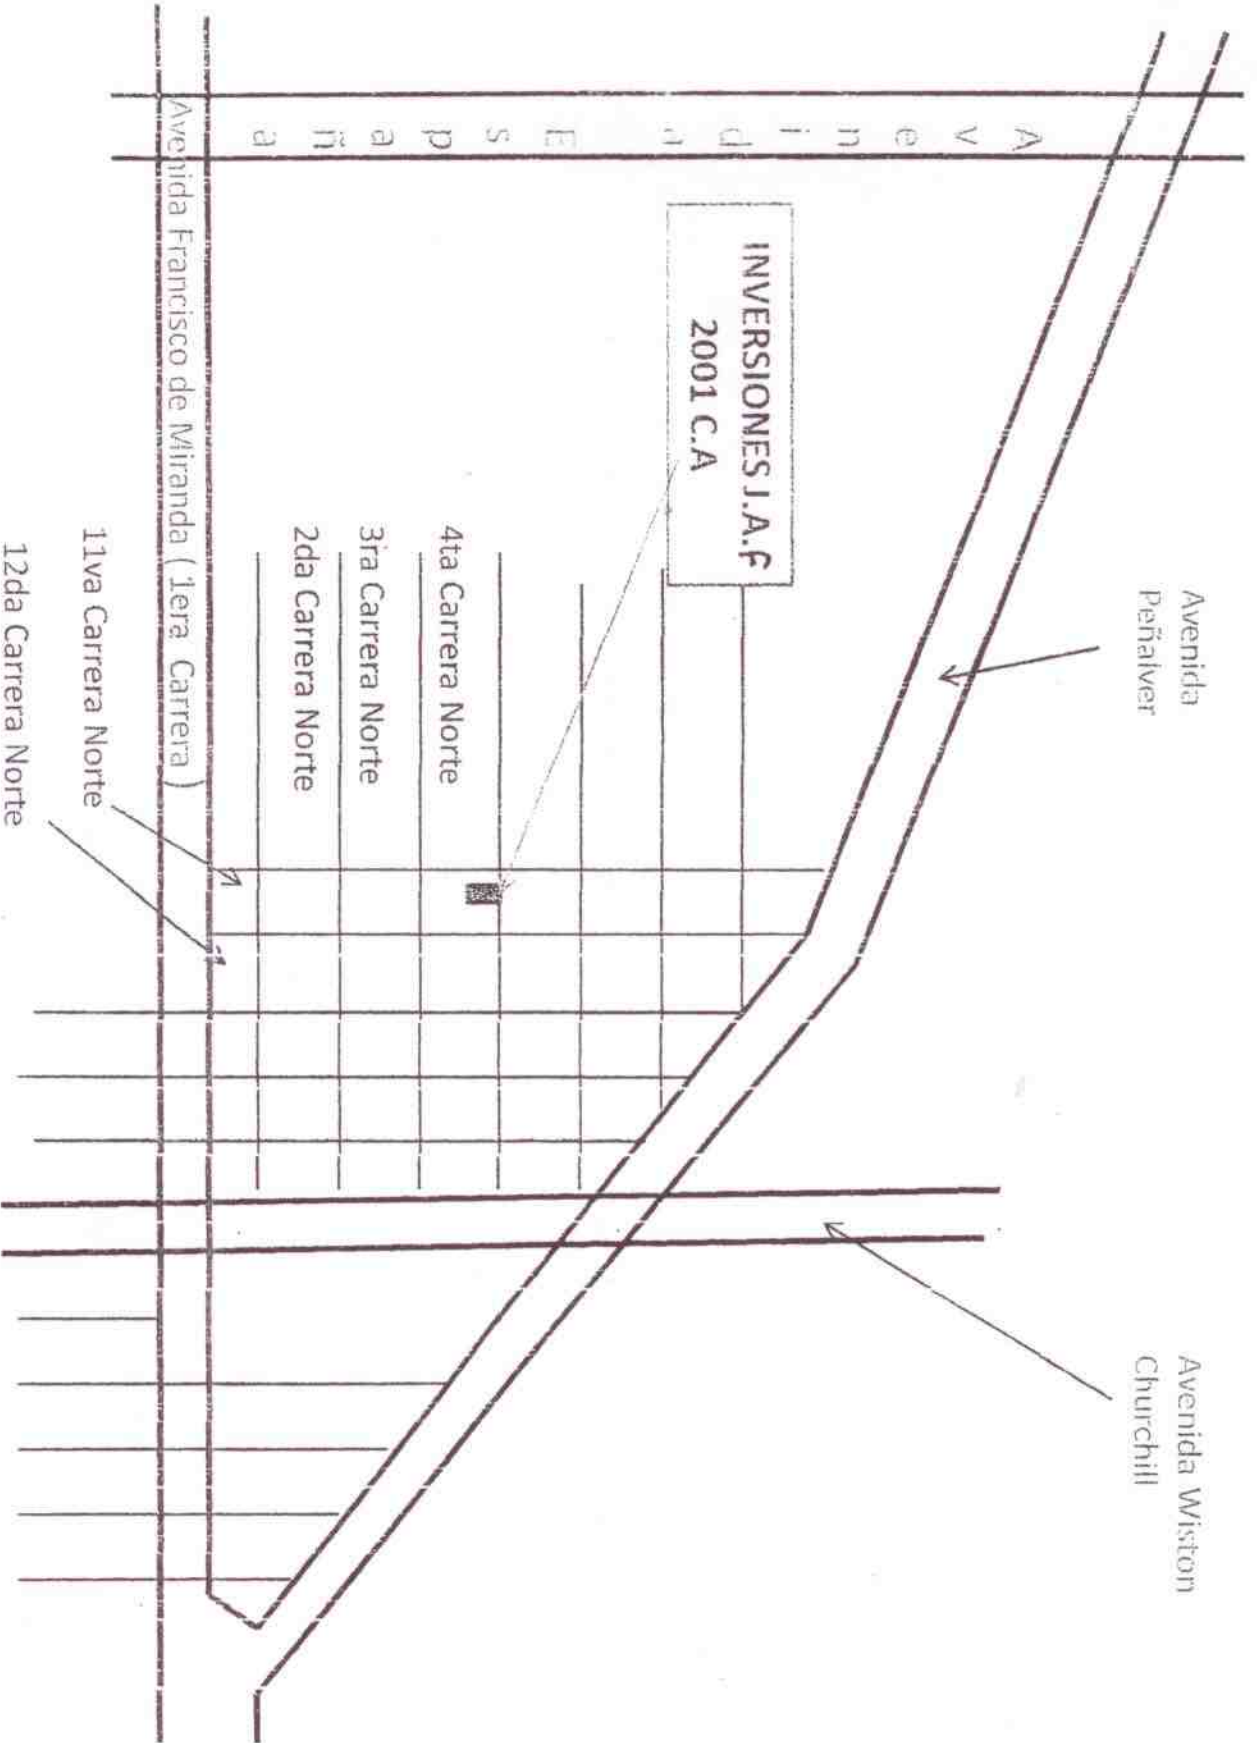 Avenida
Peñalver
Avenida Wiston
Churchill
Avenida España
INVERSIONES J.A.F
2001 C.A
4ta Carrera Norte
3ra Carrera Norte
2da Carrera Norte
Avenida Francisco de Miranda ( 1era Carrera )
11va Carrera Norte
12da Carrera Norte